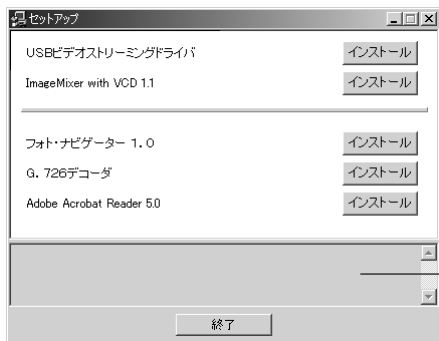 セットアップ
USBビデオストリーミングドライバ インストール
ImageMixer with VCD 1.1 インストール
フォト・ナビゲーター 1.0 インストール
G. 726デコーダ インストール
Adobe Acrobat Reader 5.0 インストール
終了